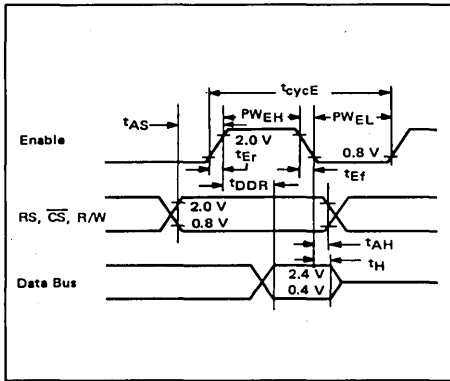 tcycE
tAS
PWEH
PWEL
Enable
2.0 V
0.8 V
tEr
tEf
tDDR
RS, C̅S̅, R/W
2.0 V
0.8 V
tAH
tH
Data Bus
2.4 V
0.4 V